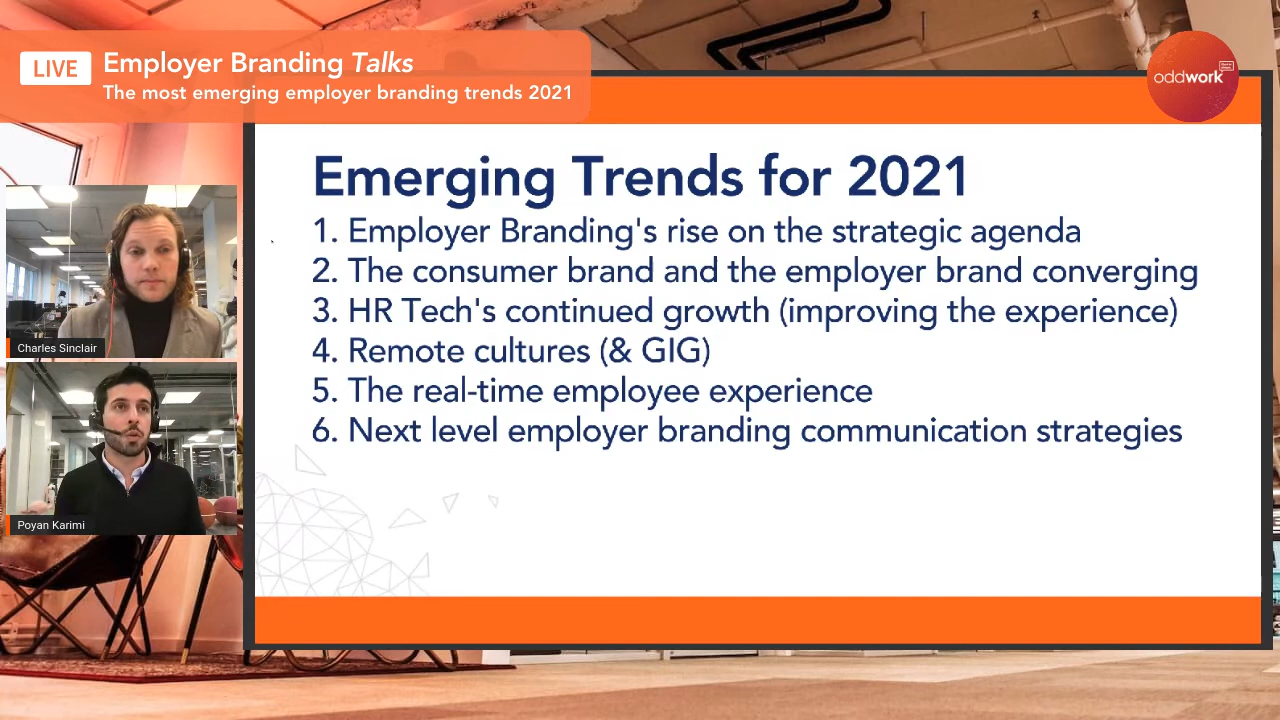 LIVE
Employer Branding Talks
The most emerging employer branding trends 2021
oddwork
Emerging Trends for 2021
1. Employer Branding's rise on the strategic agenda
2. The consumer brand and the employer brand converging
3. HR Tech's continued growth (improving the experience)
4. Remote cultures (& GIG)
5. The real-time employee experience
6. Next level employer branding communication strategies
Charles Sinclair
Poyan Karimi